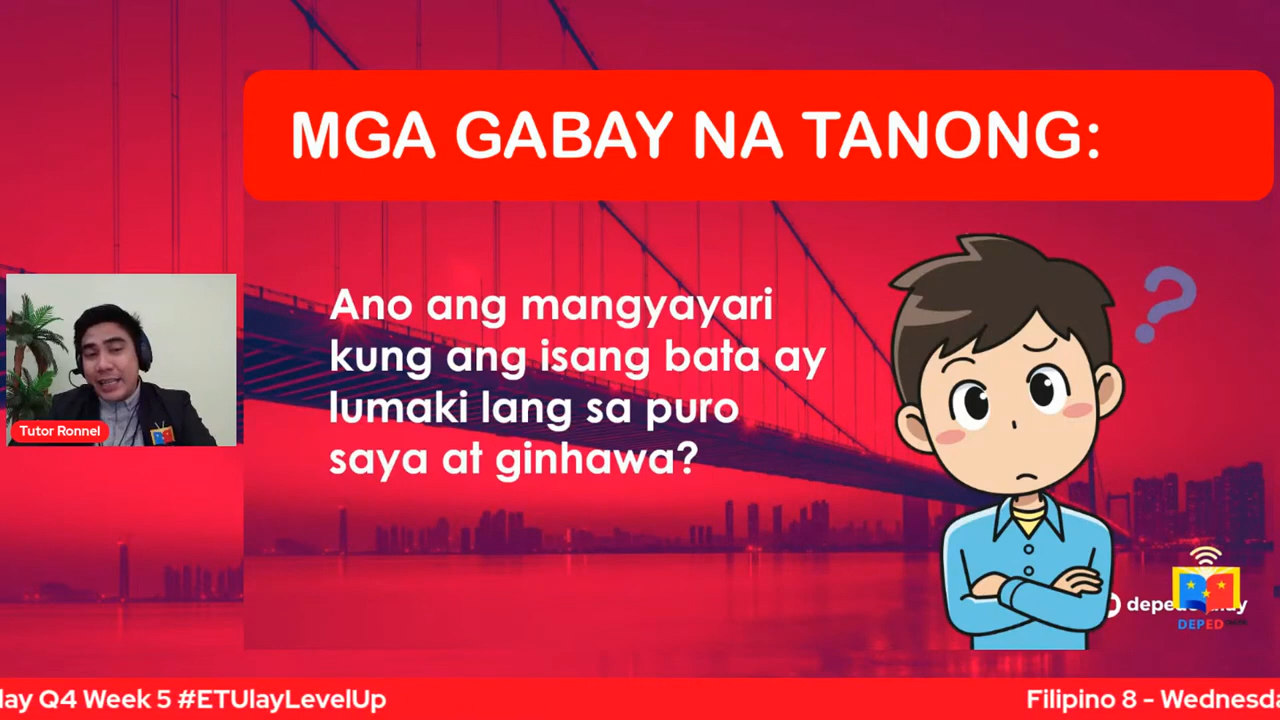 MGA GABAY NA TANONG:
Ano ang mangyayari
kung ang isang bata ay
lumaki lang sa puro
saya at ginhawa?
Tutor Ronnel
DEPED
Q4 Week 5 #ETUlayLevelUp
Filipino 8 -